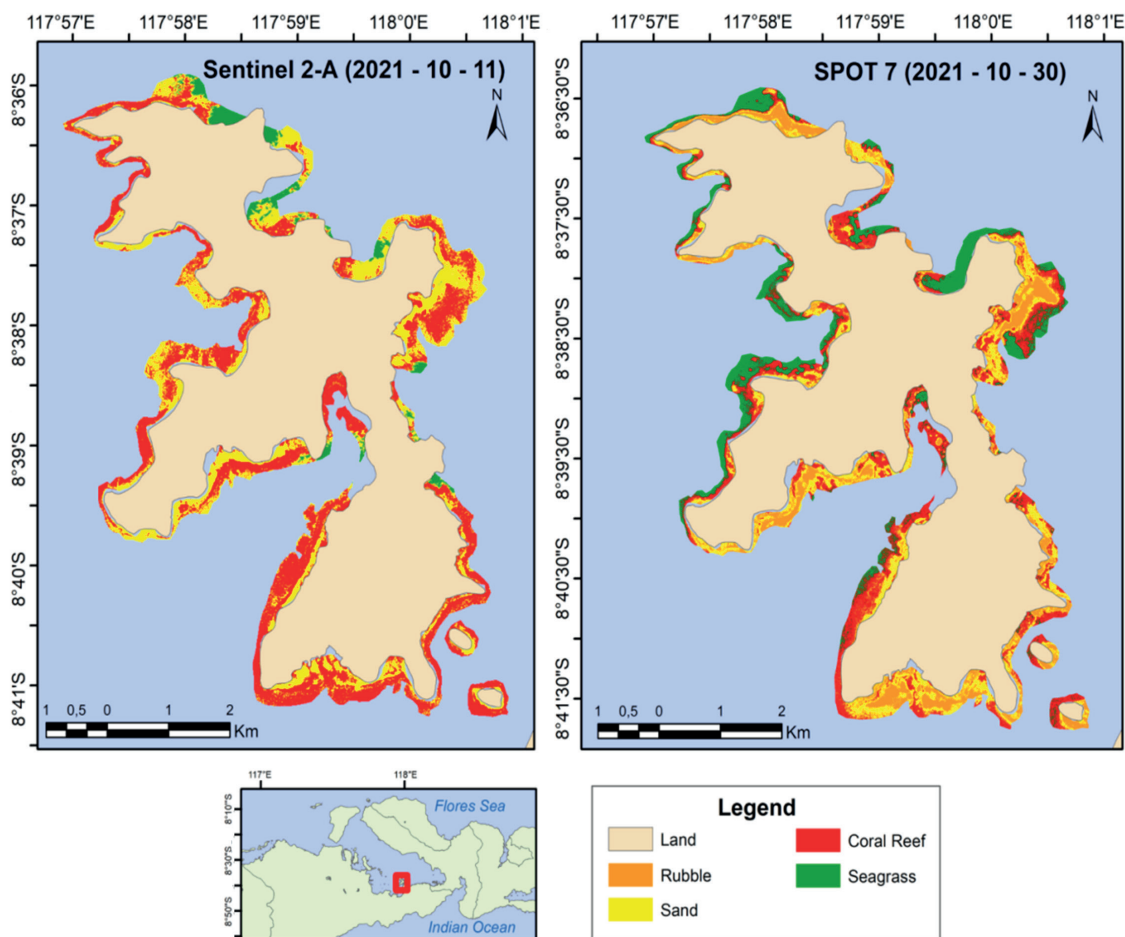 117°57'E 117°58'E 117°59'E 118°0'E 118°1'E
117°57'E 117°58'E 117°59'E 118°0'E 118°1'E
Sentinel 2-A (2021 - 10 - 11)
SPOT 7 (2021 - 10 - 30)
N
N
8°36'S
8°37'S
8°38'S
8°39'S
8°40'S
8°41'S
8°36'30"S
8°37'30"S
8°38'30"S
8°39'30"S
8°40'30"S
8°41'30"S
1 0,5 0 1 2
Km
1 0,5 0 1 2
Km
117°E 118°E
8°10'S
8°30'S
8°50'S
Flores Sea
Indian Ocean
Legend
Land
Rubble
Sand
Coral Reef
Seagrass